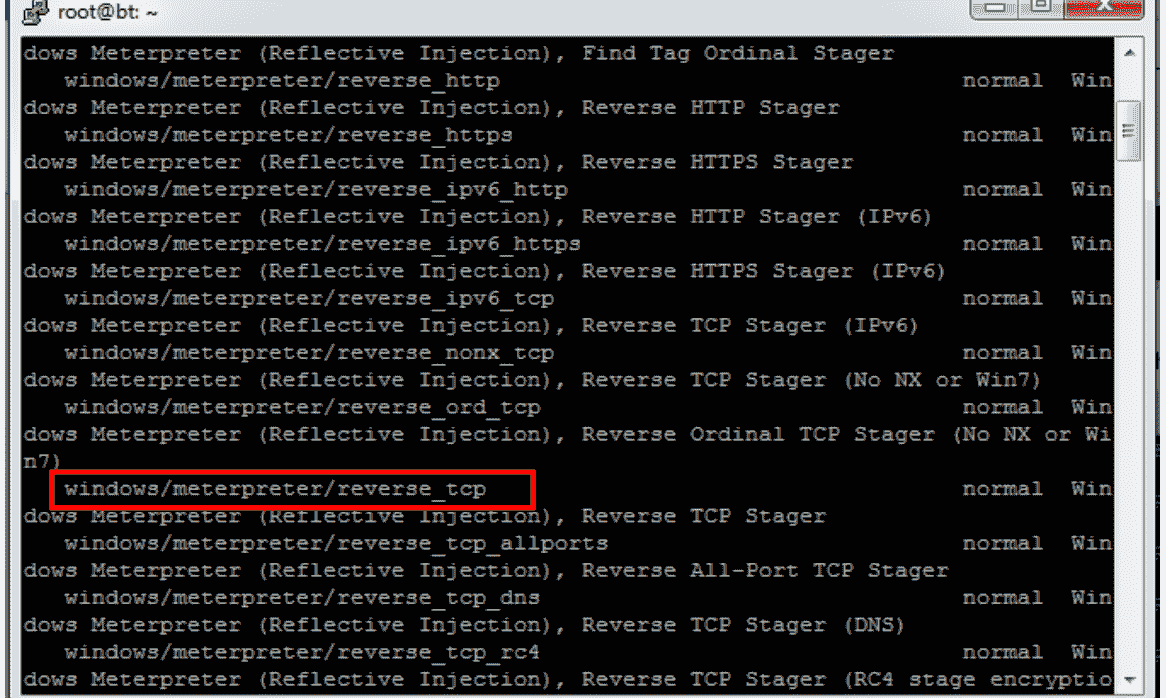 root@bt: ~
dows Meterpreter (Reflective Injection), Find Tag Ordinal Stager
windows/meterpreter/reverse_http normal Win
dows Meterpreter (Reflective Injection), Reverse HTTP Stager
windows/meterpreter/reverse_https normal Win
dows Meterpreter (Reflective Injection), Reverse HTTPS Stager
windows/meterpreter/reverse_ipv6_http normal Win
dows Meterpreter (Reflective Injection), Reverse HTTP Stager (IPv6)
windows/meterpreter/reverse_ipv6_https normal Win
dows Meterpreter (Reflective Injection), Reverse HTTPS Stager (IPv6)
windows/meterpreter/reverse_ipv6_tcp normal Win
dows Meterpreter (Reflective Injection), Reverse TCP Stager (IPv6)
windows/meterpreter/reverse_nonx_tcp normal Win
dows Meterpreter (Reflective Injection), Reverse TCP Stager (No NX or Win7)
windows/meterpreter/reverse_ord_tcp normal Win
dows Meterpreter (Reflective Injection), Reverse Ordinal TCP Stager (No NX or Wi
n7)
windows/meterpreter/reverse_tcp normal Win
dows Meterpreter (Reflective Injection), Reverse TCP Stager
windows/meterpreter/reverse_tcp_allports normal Win
dows Meterpreter (Reflective Injection), Reverse All-Port TCP Stager
windows/meterpreter/reverse_tcp_dns normal Win
dows Meterpreter (Reflective Injection), Reverse TCP Stager (DNS)
windows/meterpreter/reverse_tcp_rc4 normal Win
dows Meterpreter (Reflective Injection), Reverse TCP Stager (RC4 stage encryptio